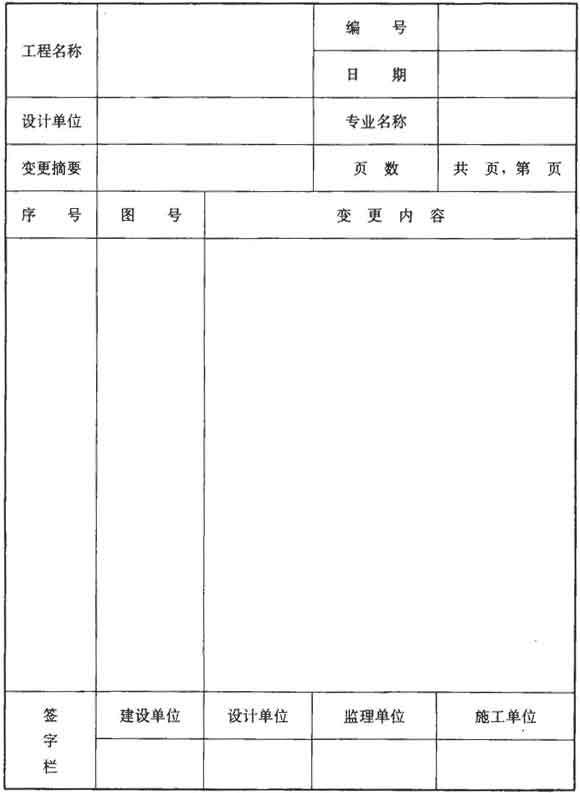 工程名称
编 号
日 期
设计单位
专业名称
变更摘要
页 数
共 页,第 页
序 号
图 号
变 更 内 容
签字栏
建设单位
设计单位
监理单位
施工单位